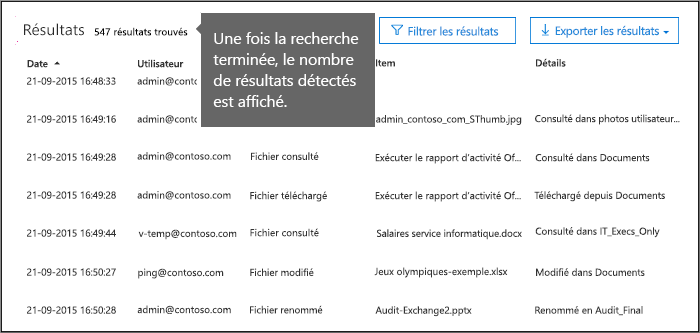 Résultats 547 résultats trouvés
Une fois la recherche
terminée, le nombre
de résultats détectés
est affiché.
Filtrer les résultats
Exporter les résultats
Date Utilisateur Item Détails
21-09-2015 16:48:33
21-09-2015 16:49:16 admin_contoso_com_SThumb.jpg Consulté dans photos utilisateur...
21-09-2015 16:49:28 admin@contoso.com Fichier consulté Exécuter le rapport d'activité Of... Consulté dans Documents
21-09-2015 16:49:28 admin@contoso.com Fichier téléchargé Exécuter le rapport d'activité Of... Téléchargé depuis Documents
21-09-2015 16:49:44 v-temp@contoso.com Fichier consulté Salaires service informatique.docx Consulté dans IT_Execs_Only
21-09-2015 16:50:27 ping@contoso.com Fichier modifié Jeux olympiques-exemple.xlsx Modifié dans Documents
21-09-2015 16:50:28 admin@contoso.com Fichier renommé Audit-Exchange2.pptx Renommé en Audit_Final